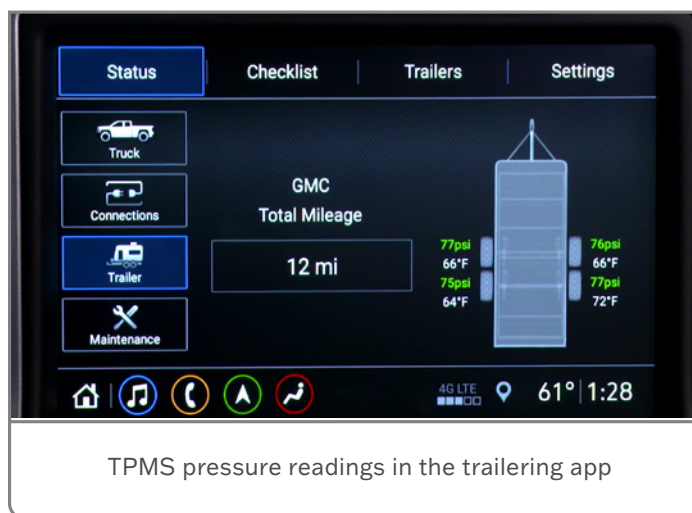 Status
Checklist
Trailers
Settings
Truck
Connections
Trailer
Maintenance
GMC
Total Mileage
12 mi
77psi
66°F
75psi
64°F
76psi
66°F
77psi
72°F
4G LTE
61° 1:28
TPMS pressure readings in the trailering app